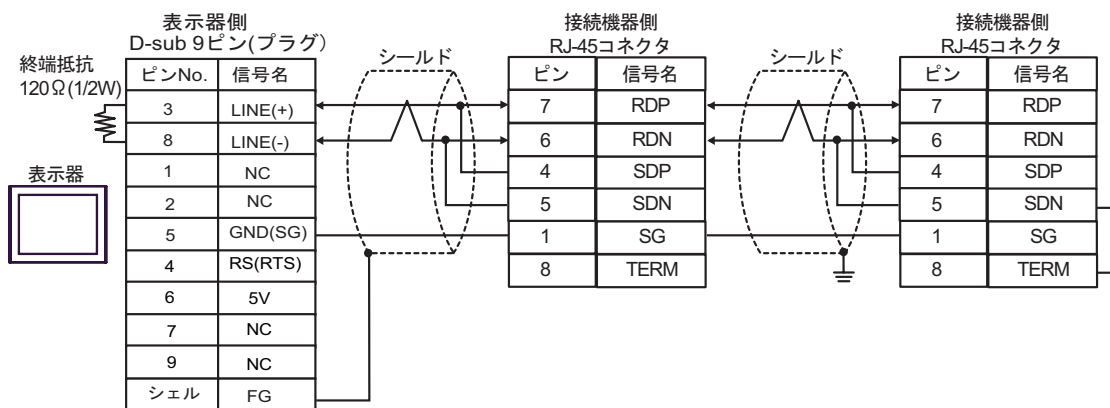 表示器側
D-sub 9ピン(プラグ)
終端抵抗
120Ω(1/2W)
表示器
ピンNo. 信号名
3 LINE(+)
8 LINE(-)
1 NC
2 NC
5 GND(SG)
4 RS(RTS)
6 5V
7 NC
9 NC
シェル FG
シールド
接続機器側
RJ-45コネクタ
ピン 信号名
7 RDP
6 RDN
4 SDP
5 SDN
1 SG
8 TERM
シールド
接続機器側
RJ-45コネクタ
ピン 信号名
7 RDP
6 RDN
4 SDP
5 SDN
1 SG
8 TERM